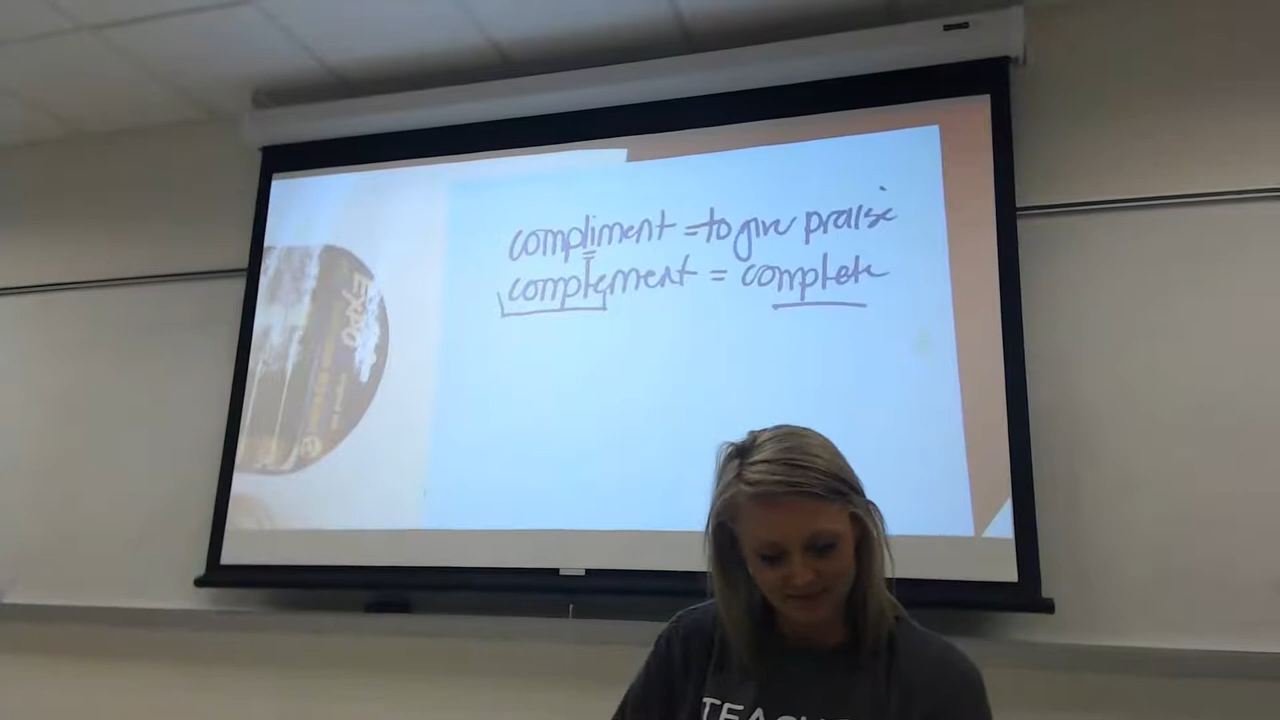 compliment = to give praise
complement = complete
Expo